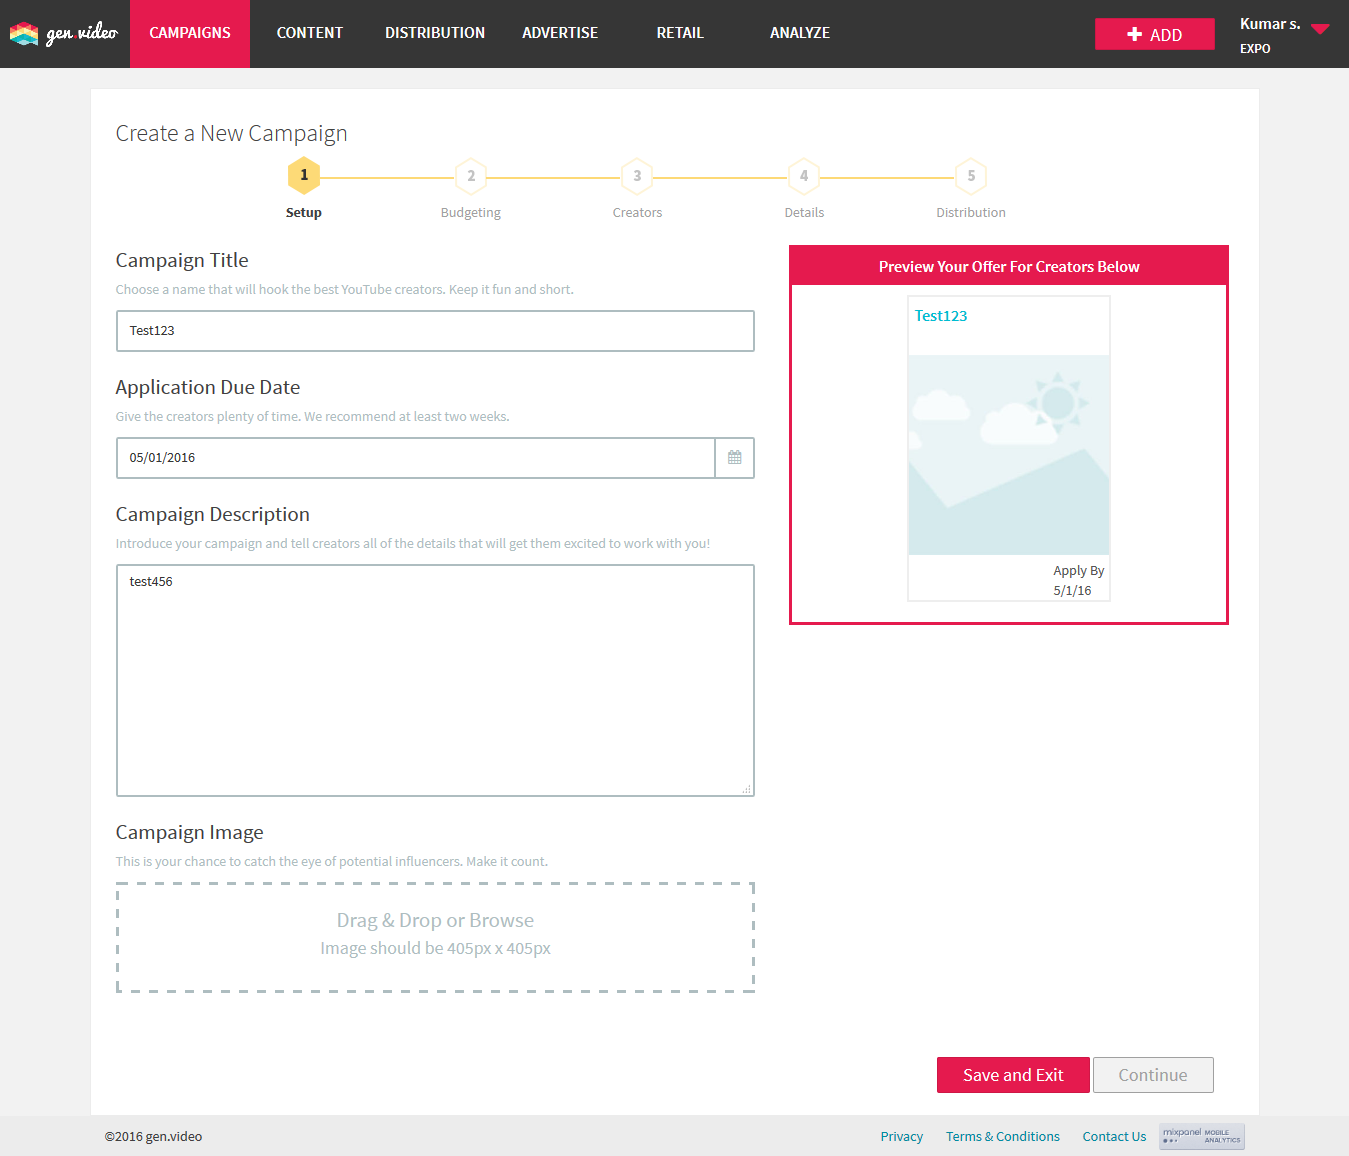 gen.video
CAMPAIGNS
CONTENT
DISTRIBUTION
ADVERTISE
RETAIL
ANALYZE
ADD
Kumar s.
EXPO
Create a New Campaign
1
2
3
4
5
Setup
Budgeting
Creators
Details
Distribution
Campaign Title
Choose a name that will hook the best YouTube creators. Keep it fun and short.
Test123
Application Due Date
Give the creators plenty of time. We recommend at least two weeks.
05/01/2016
Campaign Description
Introduce your campaign and tell creators all of the details that will get them excited to work with you!
test456
Campaign Image
This is your chance to catch the eye of potential influencers. Make it count.
Drag & Drop or Browse
Image should be 405px x 405px
Preview Your Offer For Creators Below
Test123
Apply By
5/1/16
Save and Exit
Continue
©2016 gen.video
Privacy
Terms & Conditions
Contact Us
mixpanel MOBILE
ANALYTICS